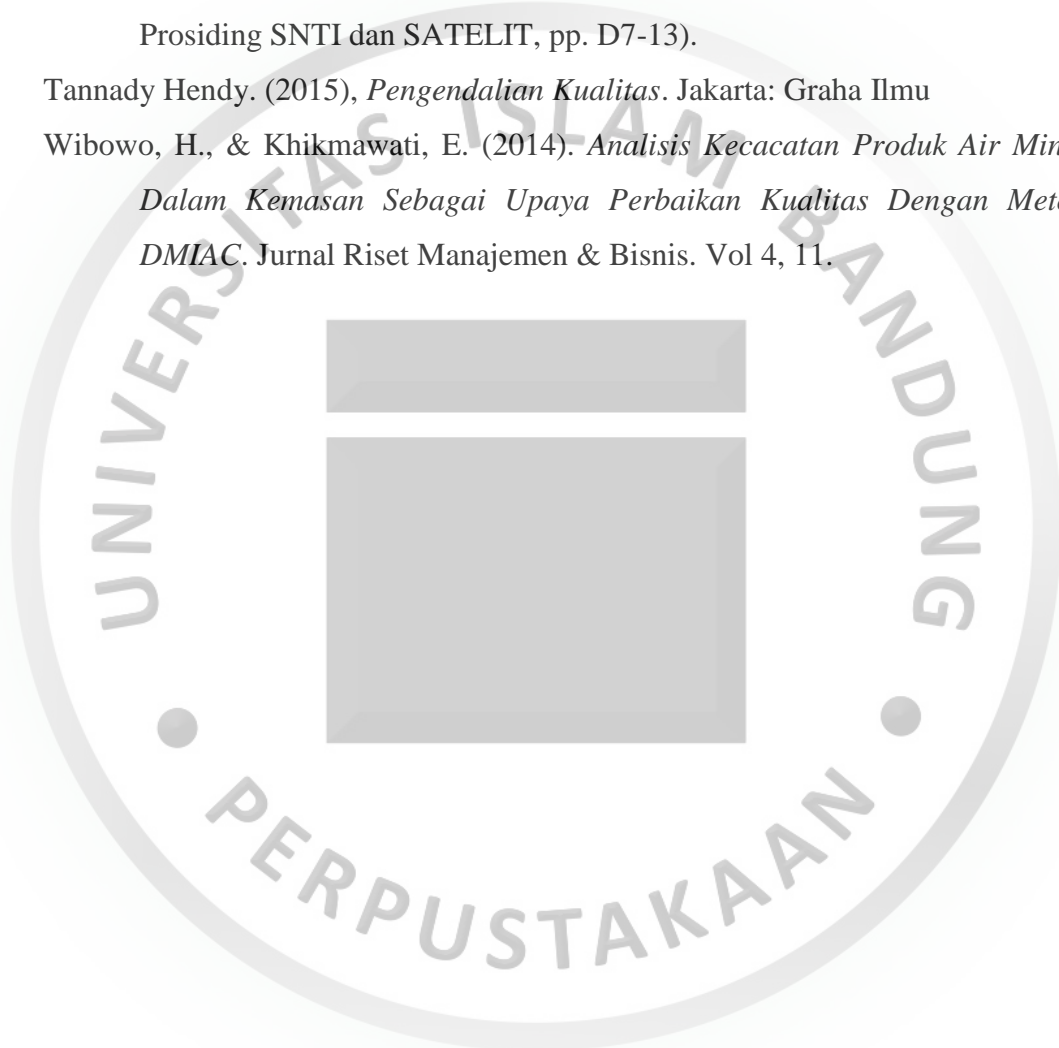 Prosiding SNTI dan SATELIT, pp. D7-13).
Tannady Hendy. (2015), Pengendalian Kualitas. Jakarta: Graha Ilmu
Wibowo, H., & Khikmawati, E. (2014). Analisis Kecacatan Produk Air Min
Dalam Kemasan Sebagai Upaya Perbaikan Kualitas Dengan Met
DMIAC. Jurnal Riset Manajemen & Bisnis. Vol 4, 11.
UNIVERSITAS ISLAM BANDUNG
PERPUSTAKAAN